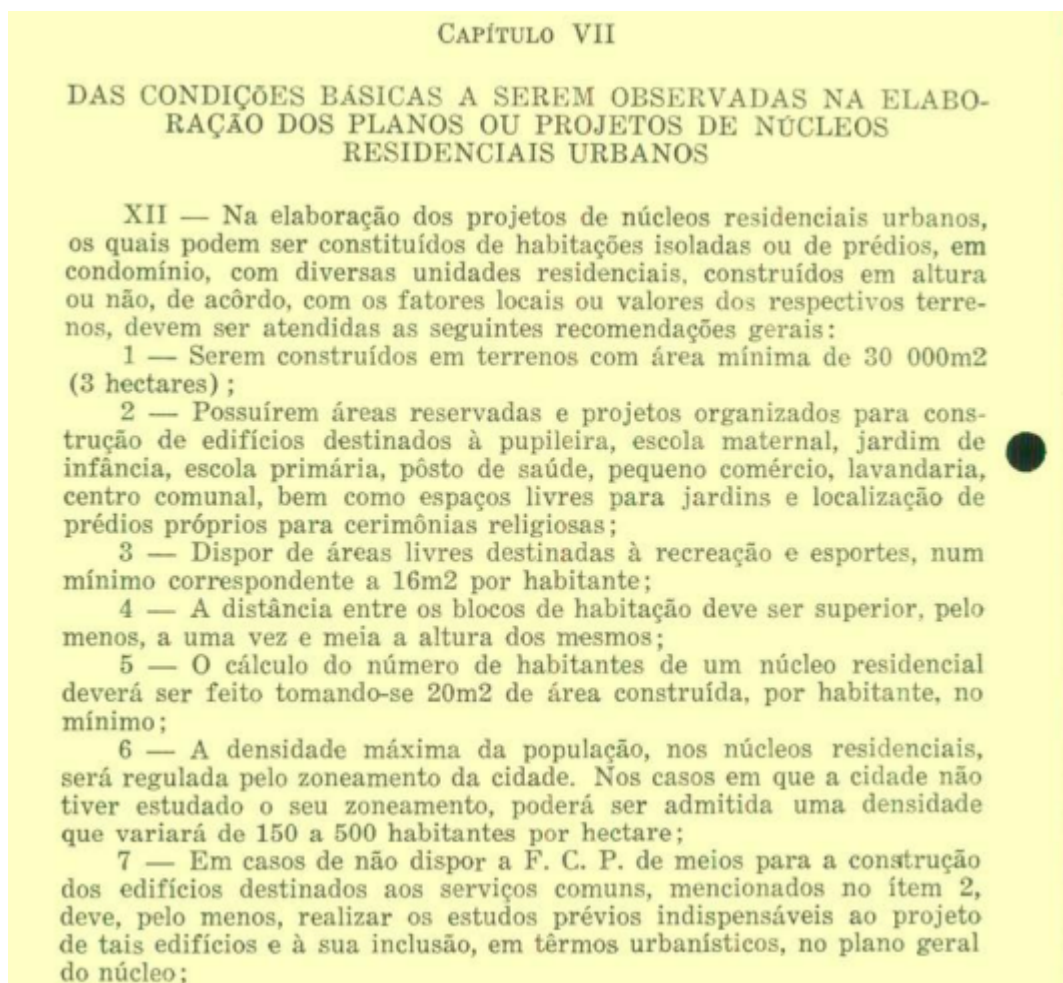 CAPÍTULO VII
DAS CONDIÇÕES BÁSICAS A SEREM OBSERVADAS NA ELABO-
RAÇÃO DOS PLANOS OU PROJETOS DE NÚCLEOS
RESIDENCIAIS URBANOS
XII — Na elaboração dos projetos de núcleos residenciais urbanos,
os quais podem ser constituídos de habitações isoladas ou de prédios, em
condomínio, com diversas unidades residenciais, construídos em altura
ou não, de acôrdo, com os fatores locais ou valores dos respectivos terre-
nos, devem ser atendidas as seguintes recomendações gerais:
1 — Serem construídos em terrenos com área mínima de 30 000m2
(3 hectares);
2 — Possuírem áreas reservadas e projetos organizados para cons-
trução de edifícios destinados à pupileira, escola maternal, jardim de
infância, escola primária, pôsto de saúde, pequeno comércio, lavandaria,
centro comunal, bem como espaços livres para jardins e localização de
prédios próprios para cerimônias religiosas;
3 — Dispor de áreas livres destinadas à recreação e esportes, num
mínimo correspondente a 16m2 por habitante;
4 — A distância entre os blocos de habitação deve ser superior, pelo
menos, a uma vez e meia a altura dos mesmos;
5 — O cálculo do número de habitantes de um núcleo residencial
deverá ser feito tomando-se 20m2 de área construída, por habitante, no
mínimo;
6 — A densidade máxima da população, nos núcleos residenciais,
será regulada pelo zoneamento da cidade. Nos casos em que a cidade não
tiver estudado o seu zoneamento, poderá ser admitida uma densidade
que variará de 150 a 500 habitantes por hectare;
7 — Em casos de não dispor a F. C. P. de meios para a construção
dos edifícios destinados aos serviços comuns, mencionados no ítem 2,
deve, pelo menos, realizar os estudos prévios indispensáveis ao projeto
de tais edifícios e à sua inclusão, em têrmos urbanísticos, no plano geral
do núcleo;